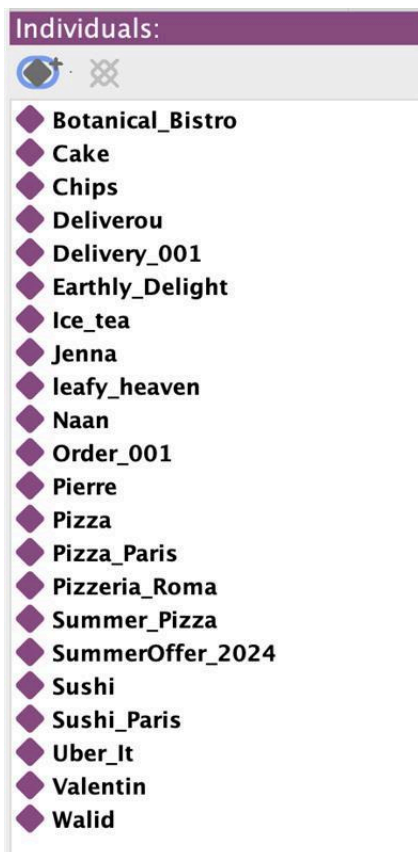 Individuals:
Botanical_Bistro
Cake
Chips
Deliverou
Delivery_001
Earthly_Delight
Ice_tea
Jenna
leafy_heaven
Naan
Order_001
Pierre
Pizza
Pizza_Paris
Pizzeria_Roma
Summer_Pizza
SummerOffer_2024
Sushi
Sushi_Paris
Uber_It
Valentin
Walid